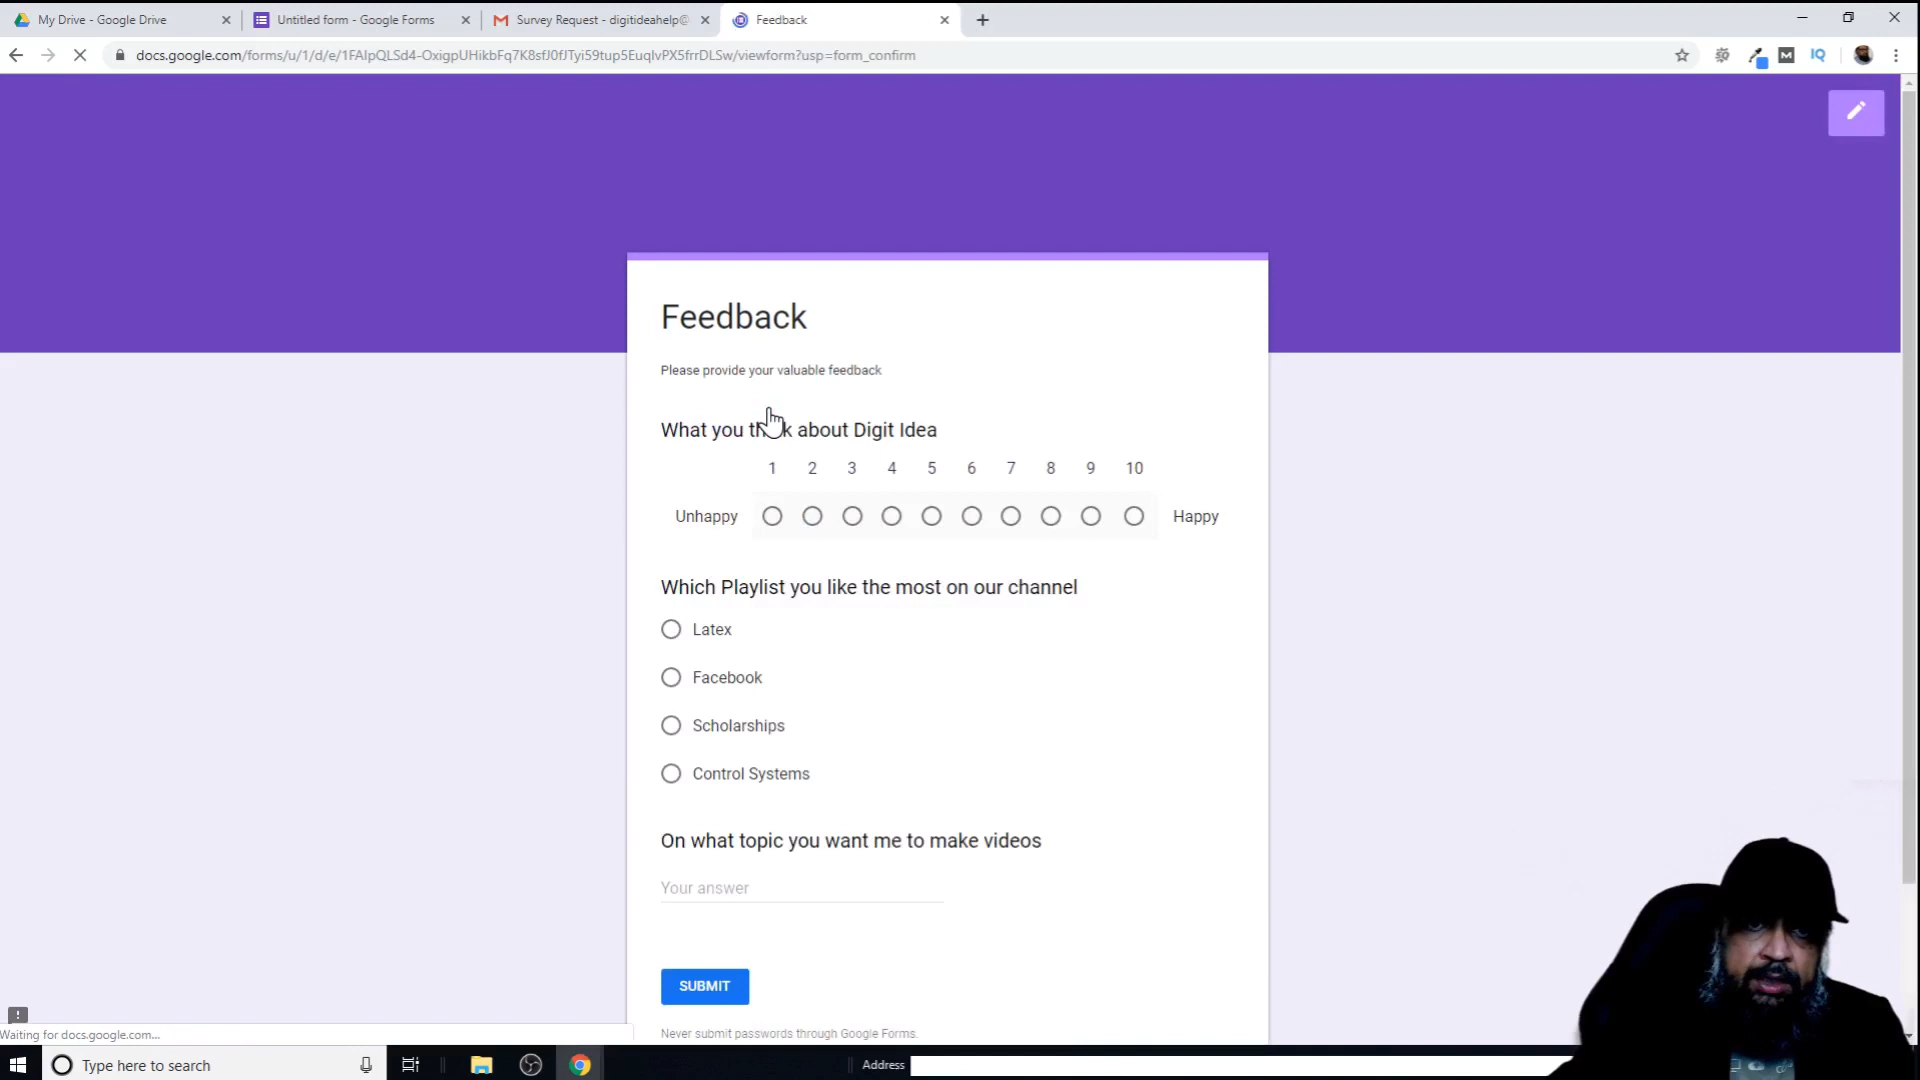 My Drive - Google Drive
Untitled form - Google Forms
Survey Request - digitideahelp@
Feedback
docs.google.com/forms/u/1/d/e/1FAIpQLSd4-OxigpUHikbFq7K8sfJ0fJTyi59tup5EuqlvPX5frrDLSw/viewform?usp=form_confirm
M
IQ
Feedback
Please provide your valuable feedback
What you think about Digit Idea
1 2 3 4 5 6 7 8 9 10
Unhappy Happy
Which Playlist you like the most on our channel
Latex
Facebook
Scholarships
Control Systems
On what topic you want me to make videos
Your answer
SUBMIT
Never submit passwords through Google Forms.
Waiting for docs.google.com...
Type here to search
Address